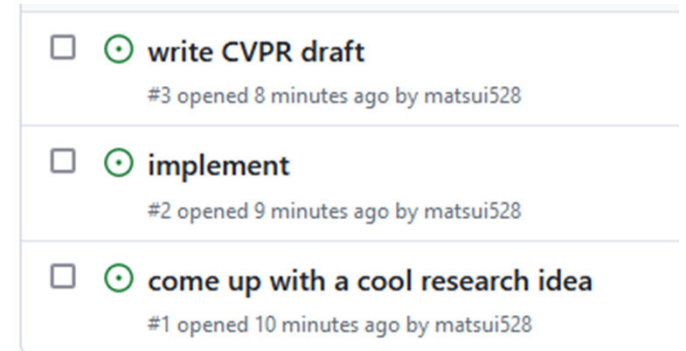 write CVPR draft
#3 opened 8 minutes ago by matsui528
implement
#2 opened 9 minutes ago by matsui528
come up with a cool research idea
#1 opened 10 minutes ago by matsui528